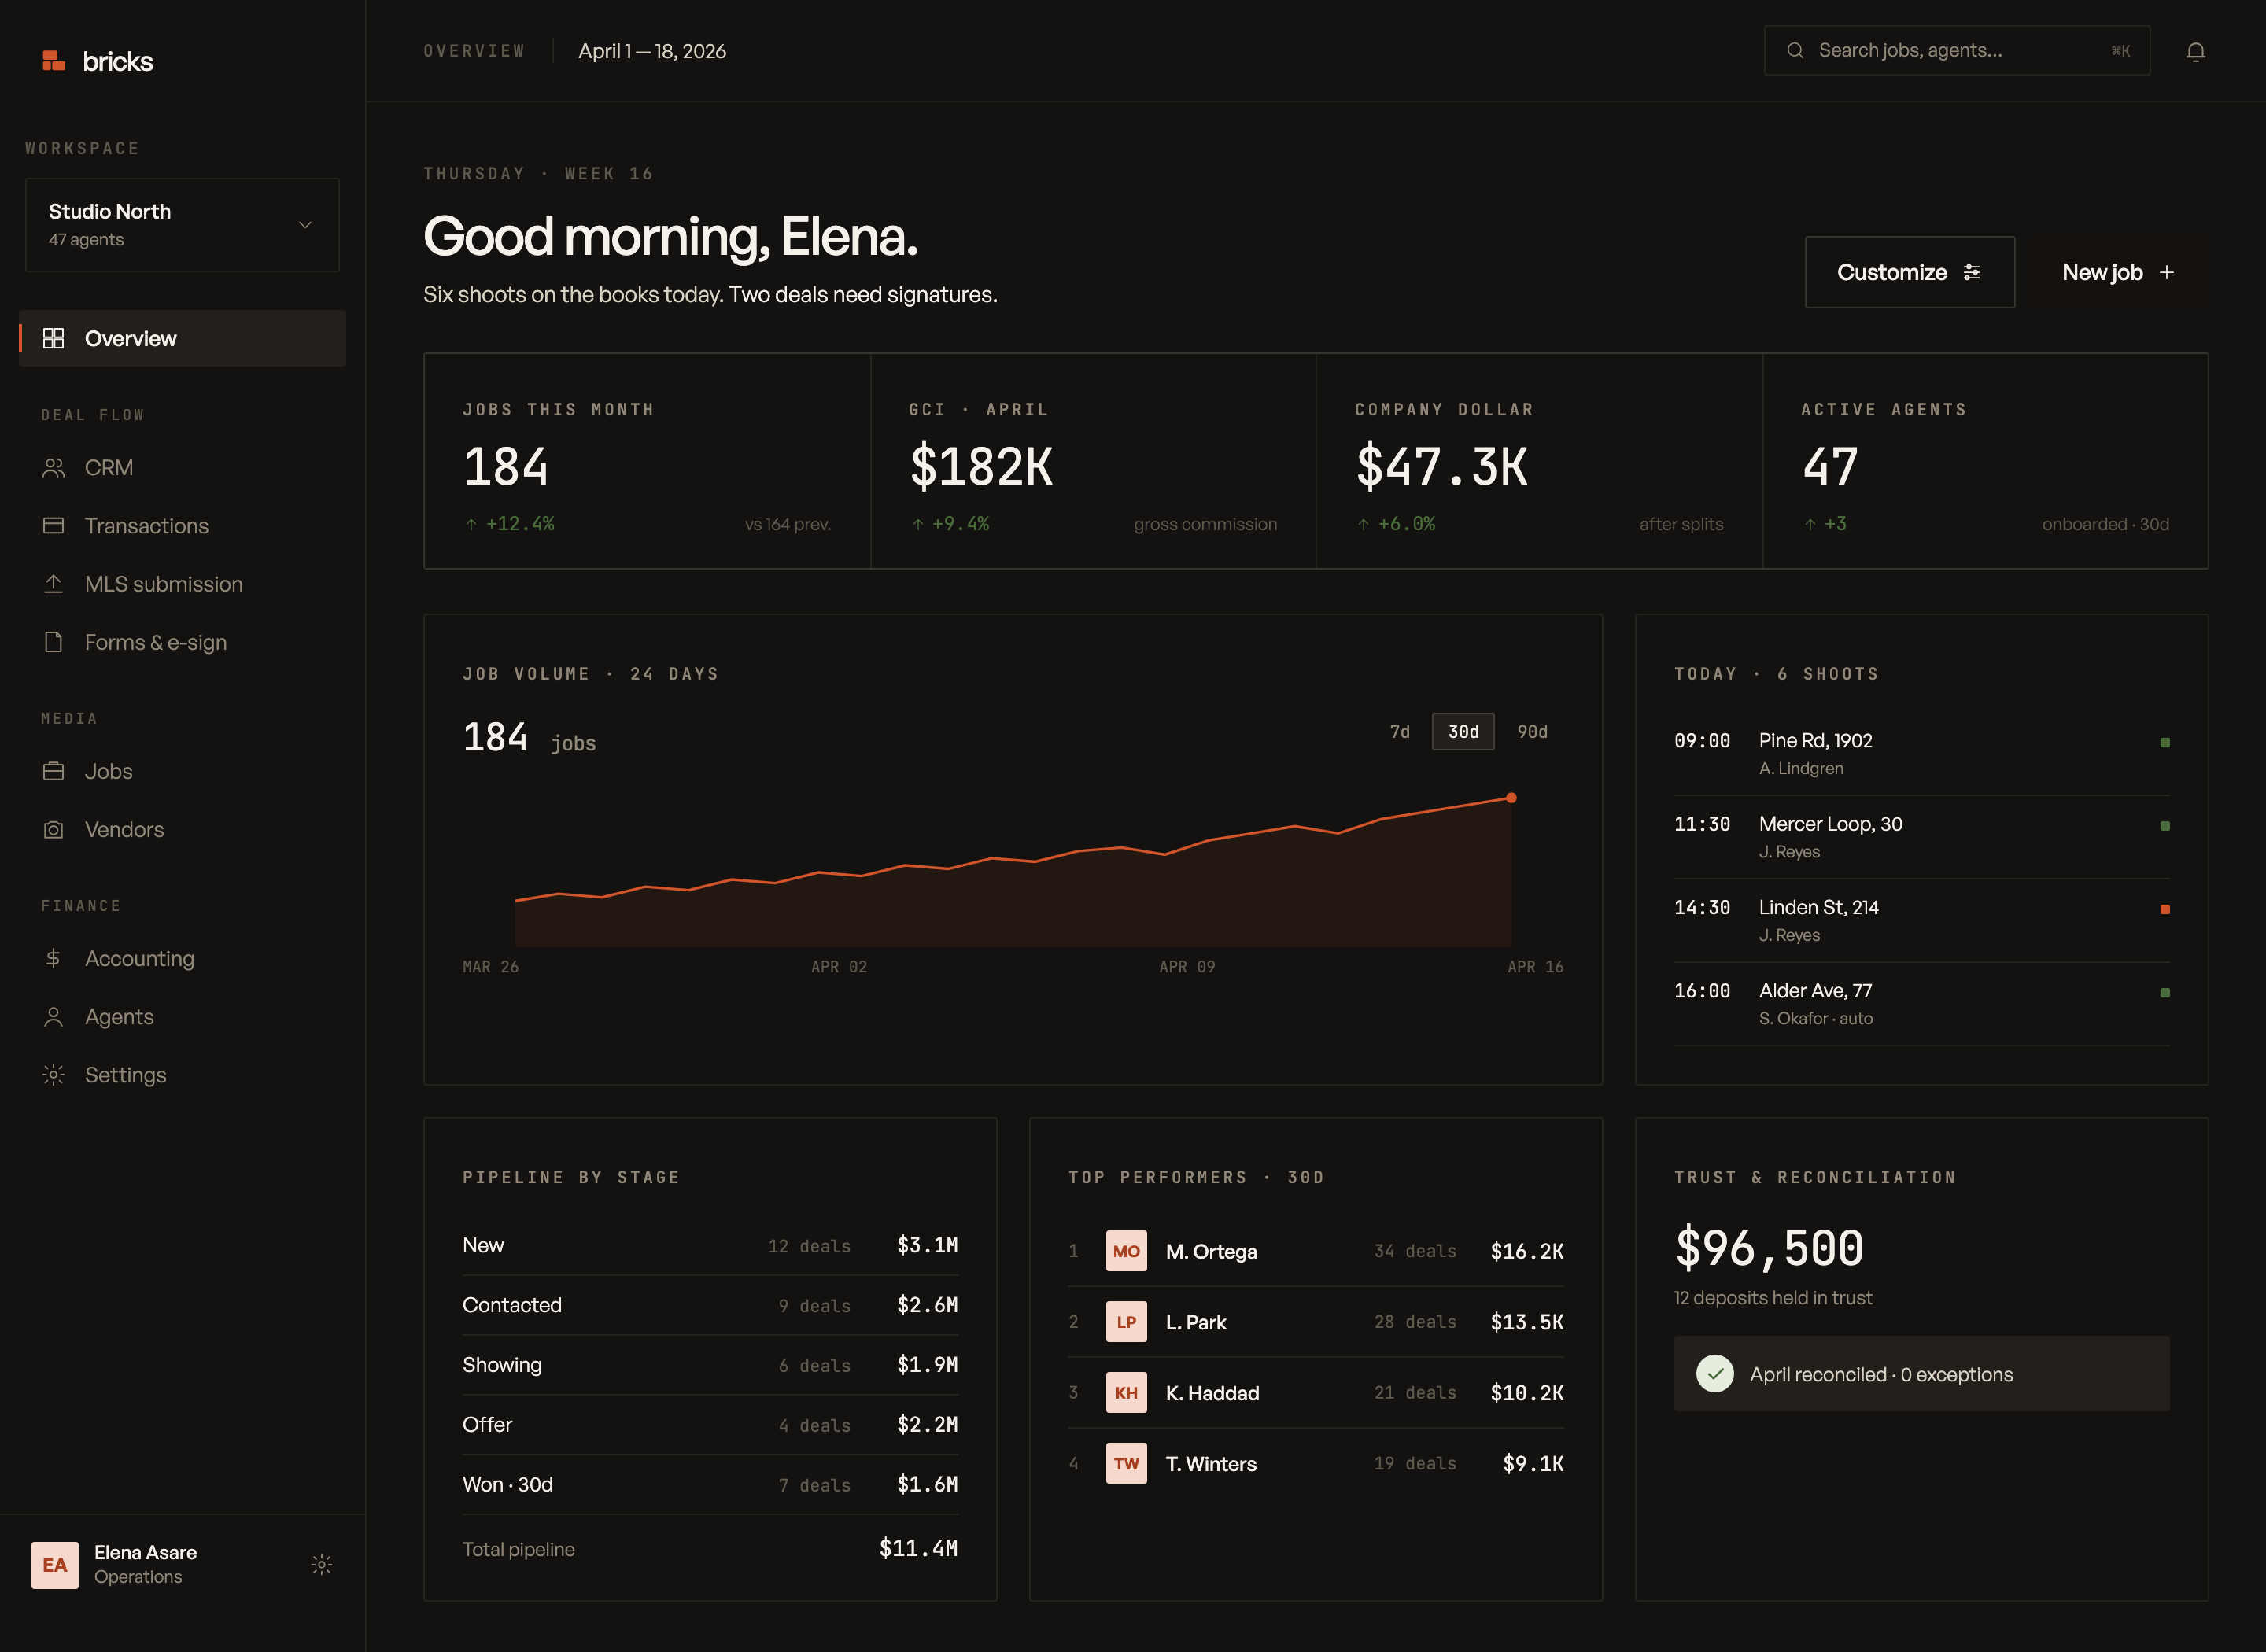 bricks
WORKSPACE
Studio North
47 agents
Overview
DEAL FLOW
CRM
Transactions
MLS submission
Forms & e-sign
MEDIA
Jobs
Vendors
FINANCE
Accounting
Agents
Settings
EA
Elena Asare
Operations
OVERVIEW
April 1 — 18, 2026
Search jobs, agents...
⌘K
THURSDAY · WEEK 16
Good morning, Elena.
Six shoots on the books today. Two deals need signatures.
Customize
New job +
JOBS THIS MONTH
184
↑ +12.4% vs 164 prev.
GCI · APRIL
$182K
↑ +9.4% gross commission
COMPANY DOLLAR
$47.3K
↑ +6.0% after splits
ACTIVE AGENTS
47
↑ +3 onboarded · 30d
JOB VOLUME · 24 DAYS
184 jobs
7d 30d 90d
MAR 26 APR 02 APR 09 APR 16
TODAY · 6 SHOOTS
09:00 Pine Rd, 1902
A. Lindgren
11:30 Mercer Loop, 30
J. Reyes
14:30 Linden St, 214
J. Reyes
16:00 Alder Ave, 77
S. Okafor · auto
PIPELINE BY STAGE
New 12 deals $3.1M
Contacted 9 deals $2.6M
Showing 6 deals $1.9M
Offer 4 deals $2.2M
Won · 30d 7 deals $1.6M
Total pipeline $11.4M
TOP PERFORMERS · 30D
1 MO M. Ortega 34 deals $16.2K
2 LP L. Park 28 deals $13.5K
3 KH K. Haddad 21 deals $10.2K
4 TW T. Winters 19 deals $9.1K
TRUST & RECONCILIATION
$96,500
12 deposits held in trust
April reconciled · 0 exceptions